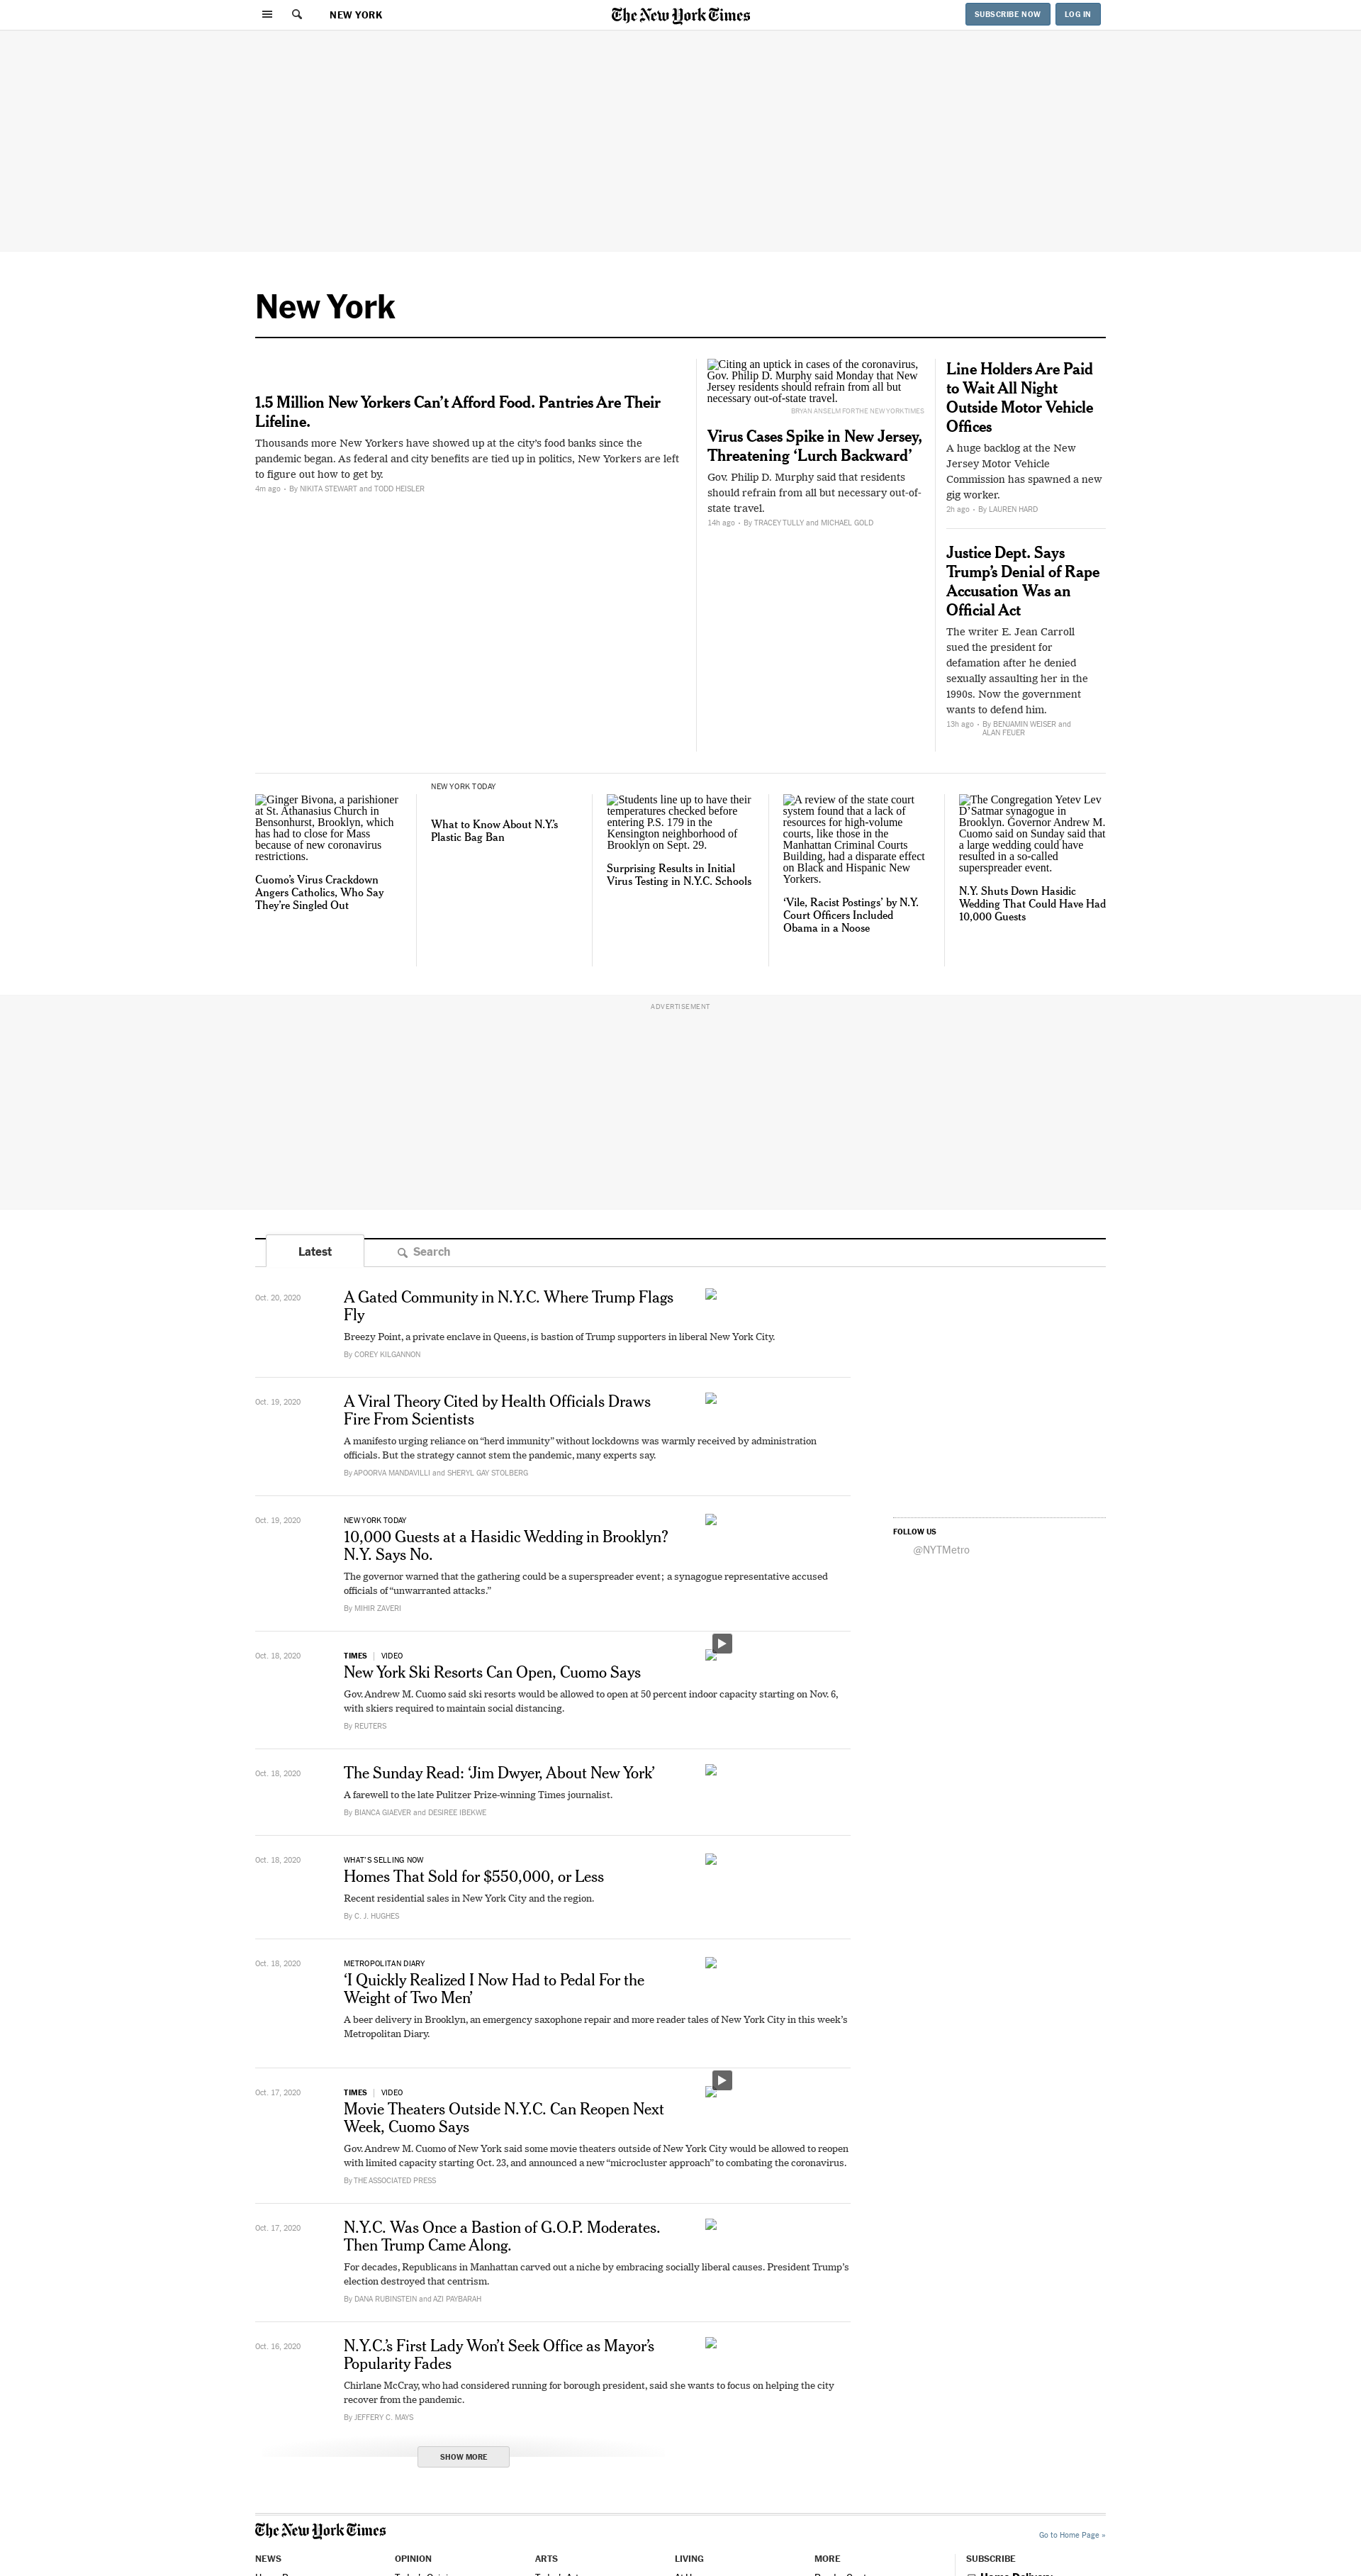 NEW YORK
The New York Times
SUBSCRIBE NOW
LOG IN
New York
1.5 Million New Yorkers Can’t Afford Food. Pantries Are Their
Lifeline.
Thousands more New Yorkers have showed up at the city’s food banks since the
pandemic began. As federal and city benefits are tied up in politics, New Yorkers are left
to figure out how to get by.
4m ago • By NIKITA STEWART and TODD HEISLER
Citing an uptick in cases of the coronavirus,
Gov. Philip D. Murphy said Monday that New
Jersey residents should refrain from all but
necessary out-of-state travel.
BRYAN ANSELM FOR THE NEW YORK TIMES
Virus Cases Spike in New Jersey,
Threatening ‘Lurch Backward’
Gov. Philip D. Murphy said that residents
should refrain from all but necessary out-of-
state travel.
14h ago • By TRACEY TULLY and MICHAEL GOLD
Line Holders Are Paid
to Wait All Night
Outside Motor Vehicle
Offices
A huge backlog at the New
Jersey Motor Vehicle
Commission has spawned a new
gig worker.
2h ago • By LAUREN HARD
Justice Dept. Says
Trump’s Denial of Rape
Accusation Was an
Official Act
The writer E. Jean Carroll
sued the president for
defamation after he denied
sexually assaulting her in the
1990s. Now the government
wants to defend him.
13h ago • By BENJAMIN WEISER and
ALAN FEUER
Ginger Bivona, a parishioner
at St. Athanasius Church in
Bensonhurst, Brooklyn, which
has had to close for Mass
because of new coronavirus
restrictions.
Cuomo’s Virus Crackdown
Angers Catholics, Who Say
They’re Singled Out
NEW YORK TODAY
What to Know About N.Y.’s
Plastic Bag Ban
Students line up to have their
temperatures checked before
entering P.S. 179 in the
Kensington neighborhood of
Brooklyn on Sept. 29.
Surprising Results in Initial
Virus Testing in N.Y.C. Schools
A review of the state court
system found that a lack of
resources for high-volume
courts, like those in the
Manhattan Criminal Courts
Building, had a disparate effect
on Black and Hispanic New
Yorkers.
‘Vile, Racist Postings’ by N.Y.
Court Officers Included
Obama in a Noose
The Congregation Yetev Lev
D’Satmar synagogue in
Brooklyn. Governor Andrew M.
Cuomo said on Sunday said that
a large wedding could have
resulted in a so-called
superspreader event.
N.Y. Shuts Down Hasidic
Wedding That Could Have Had
10,000 Guests
ADVERTISEMENT
Latest
Search
Oct. 20, 2020
A Gated Community in N.Y.C. Where Trump Flags
Fly
Breezy Point, a private enclave in Queens, is bastion of Trump supporters in liberal New York City.
By COREY KILGANNON
Oct. 19, 2020
A Viral Theory Cited by Health Officials Draws
Fire From Scientists
A manifesto urging reliance on “herd immunity” without lockdowns was warmly received by administration
officials. But the strategy cannot stem the pandemic, many experts say.
By APOORVA MANDAVILLI and SHERYL GAY STOLBERG
Oct. 19, 2020
NEW YORK TODAY
10,000 Guests at a Hasidic Wedding in Brooklyn?
N.Y. Says No.
The governor warned that the gathering could be a superspreader event; a synagogue representative accused
officials of “unwarranted attacks.”
By MIHIR ZAVERI
FOLLOW US
@NYTMetro
Oct. 18, 2020
TIMES | VIDEO
New York Ski Resorts Can Open, Cuomo Says
Gov. Andrew M. Cuomo said ski resorts would be allowed to open at 50 percent indoor capacity starting on Nov. 6,
with skiers required to maintain social distancing.
By REUTERS
Oct. 18, 2020
The Sunday Read: ‘Jim Dwyer, About New York’
A farewell to the late Pulitzer Prize-winning Times journalist.
By BIANCA GIAEVER and DESIREE IBEKWE
Oct. 18, 2020
WHAT’S SELLING NOW
Homes That Sold for $550,000, or Less
Recent residential sales in New York City and the region.
By C. J. HUGHES
Oct. 18, 2020
METROPOLITAN DIARY
‘I Quickly Realized I Now Had to Pedal For the
Weight of Two Men’
A beer delivery in Brooklyn, an emergency saxophone repair and more reader tales of New York City in this week’s
Metropolitan Diary.
Oct. 17, 2020
TIMES | VIDEO
Movie Theaters Outside N.Y.C. Can Reopen Next
Week, Cuomo Says
Gov. Andrew M. Cuomo of New York said some movie theaters outside of New York City would be allowed to reopen
with limited capacity starting Oct. 23, and announced a new “microcluster approach” to combating the coronavirus.
By THE ASSOCIATED PRESS
Oct. 17, 2020
N.Y.C. Was Once a Bastion of G.O.P. Moderates.
Then Trump Came Along.
For decades, Republicans in Manhattan carved out a niche by embracing socially liberal causes. President Trump’s
election destroyed that centrism.
By DANA RUBINSTEIN and AZI PAYBARAH
Oct. 16, 2020
N.Y.C.’s First Lady Won’t Seek Office as Mayor’s
Popularity Fades
Chirlane McCray, who had considered running for borough president, said she wants to focus on helping the city
recover from the pandemic.
By JEFFERY C. MAYS
SHOW MORE
The New York Times
Go to Home Page »
NEWS
OPINION
ARTS
LIVING
MORE
SUBSCRIBE